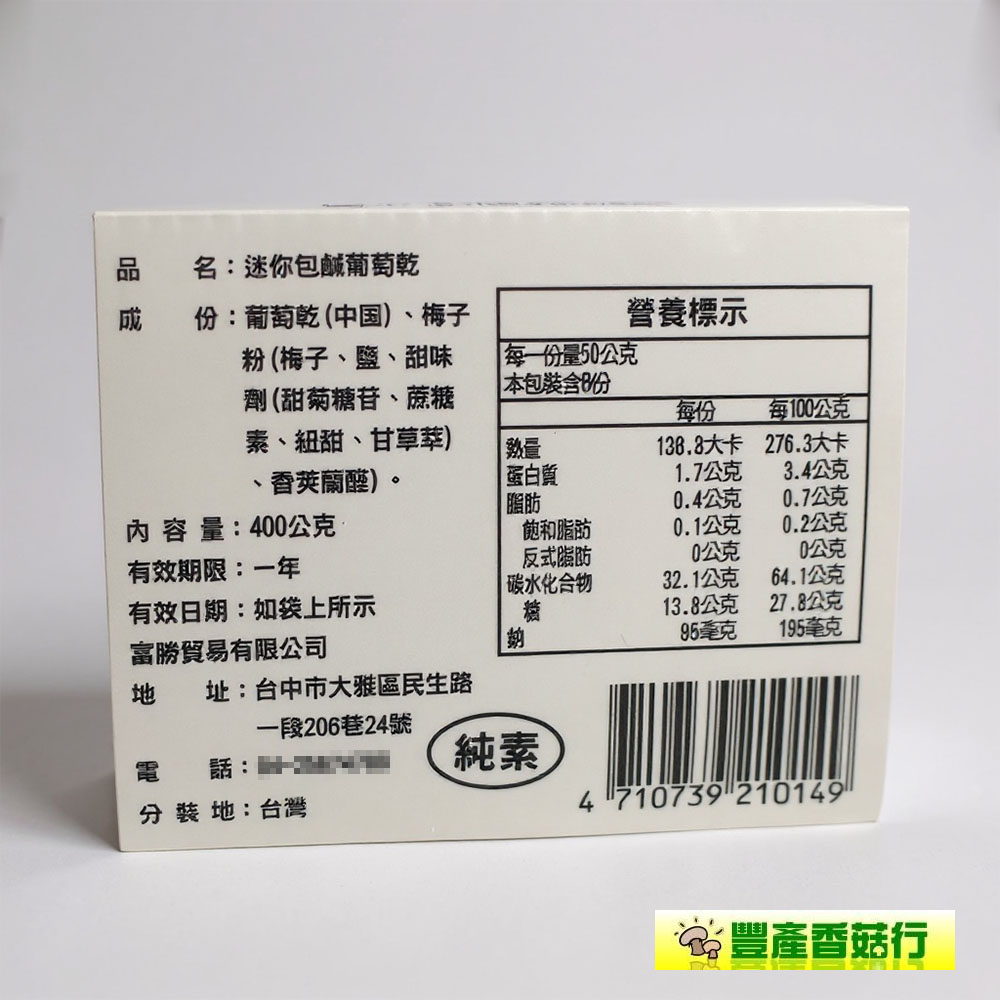 品 名：迷你包鹹葡萄乾
成 份：葡萄乾(中国)、梅子
粉(梅子、鹽、甜味
劑(甜菊糖苷、蔗糖
素、紐甜、甘草萃)
、香莢蘭醛)。
內容量：400公克
有效期限：一年
有效日期：如袋上所示
富勝貿易有限公司
地 址：台中市大雅區民生路
一段206巷24號
電 話：
分裝地：台灣
純素
營養標示
每一份量50公克
本包裝含8份
每份 每100公克
熱量 138.8大卡 276.3大卡
蛋白質 1.7公克 3.4公克
脂肪 0.4公克 0.7公克
飽和脂肪 0.1公克 0.2公克
反式脂肪 0公克 0公克
碳水化合物 32.1公克 64.1公克
糖 13.8公克 27.8公克
鈉 95毫克 195毫克
4 710739 210149
豐產香菇行